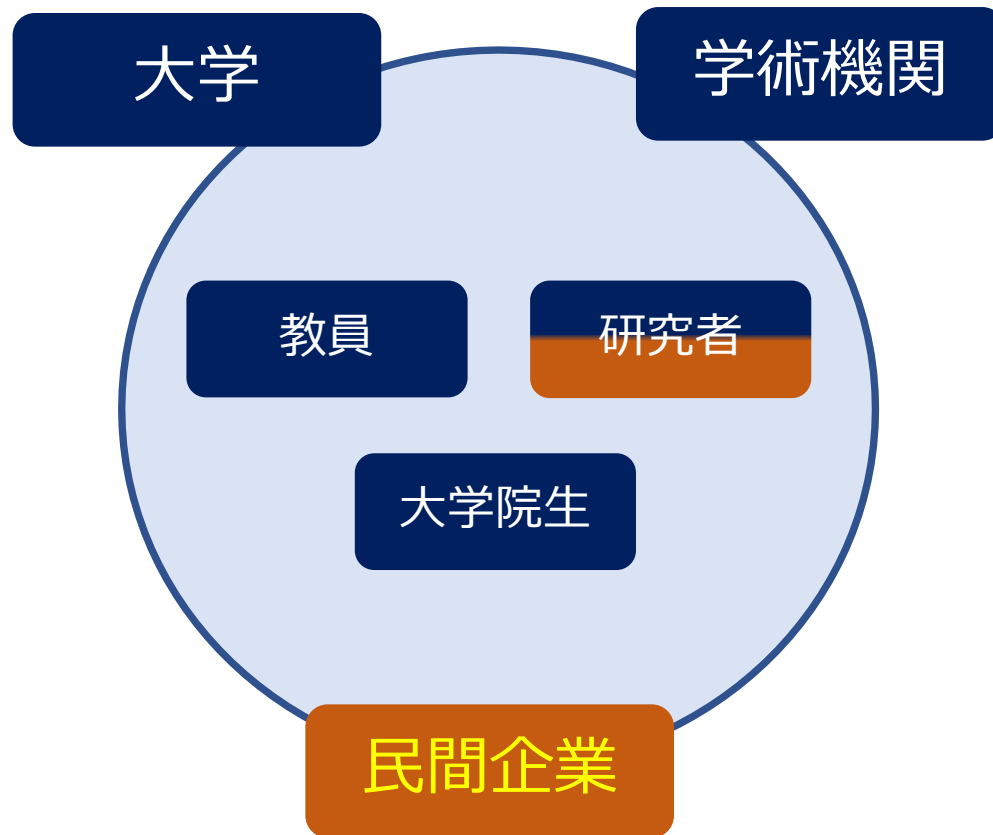 大学
学術機関
教員
研究者
大学院生
民間企業